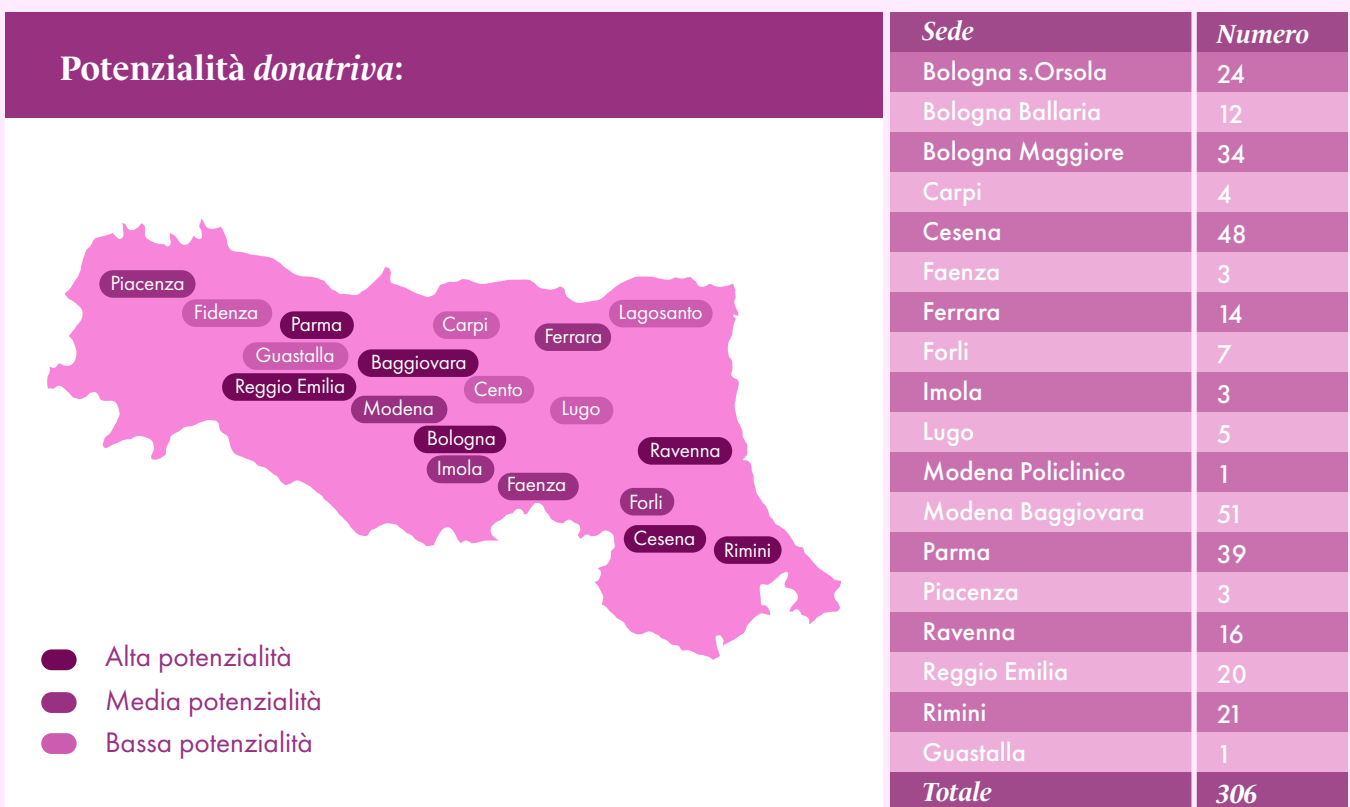 Potenzialità donatriva:
Piacenza
Fidenza
Parma
Carpi
Ferrara
Lagosanto
Guastalla
Baggiovara
Reggio Emilia
Cento
Modena
Lugo
Bologna
Ravenna
Imola
Faenza
Forli
Cesena
Rimini
Alta potenzialità
Media potenzialità
Bassa potenzialità
Sede Numero
Bologna s.Orsola 24
Bologna Ballaria 12
Bologna Maggiore 34
Carpi 4
Cesena 48
Faenza 3
Ferrara 14
Forli 7
Imola 3
Lugo 5
Modena Policlinico 1
Modena Baggiovara 51
Parma 39
Piacenza 3
Ravenna 16
Reggio Emilia 20
Rimini 21
Guastalla 1
Totale 306